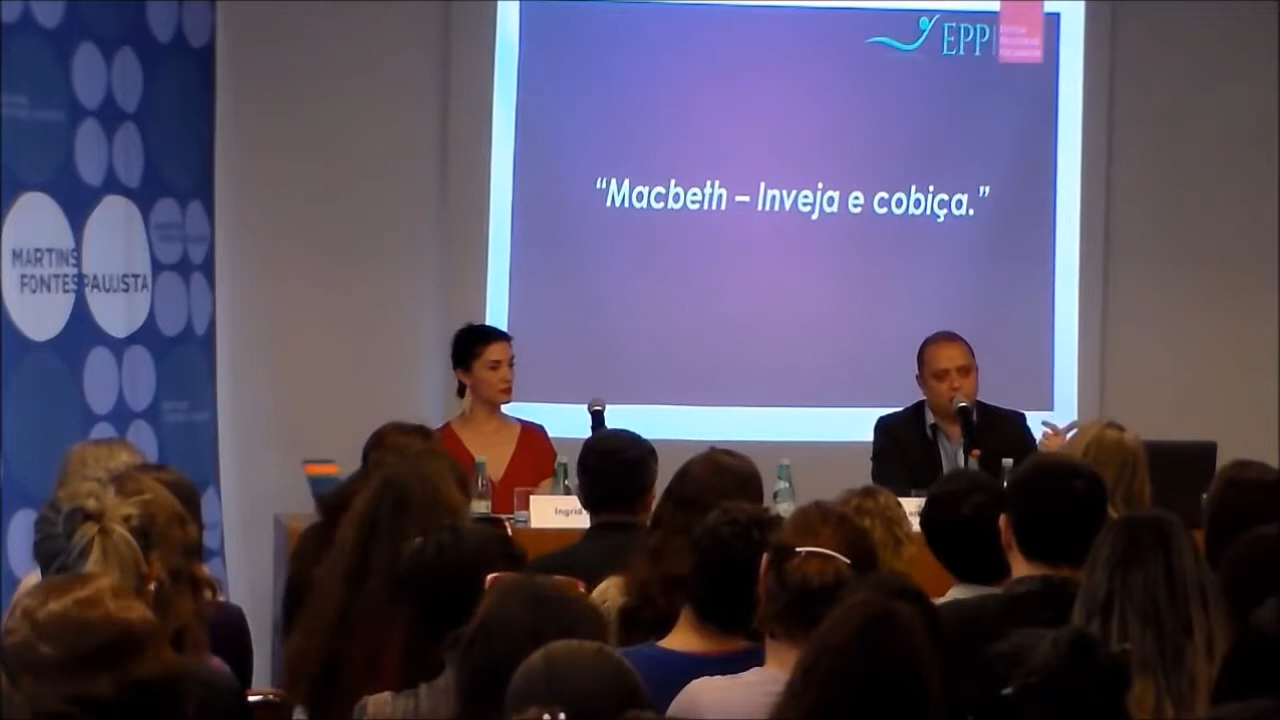 EPP
“Macbeth – Inveja e cobiça.”
MARTINS
FONTES PAULISTA
Ingrid